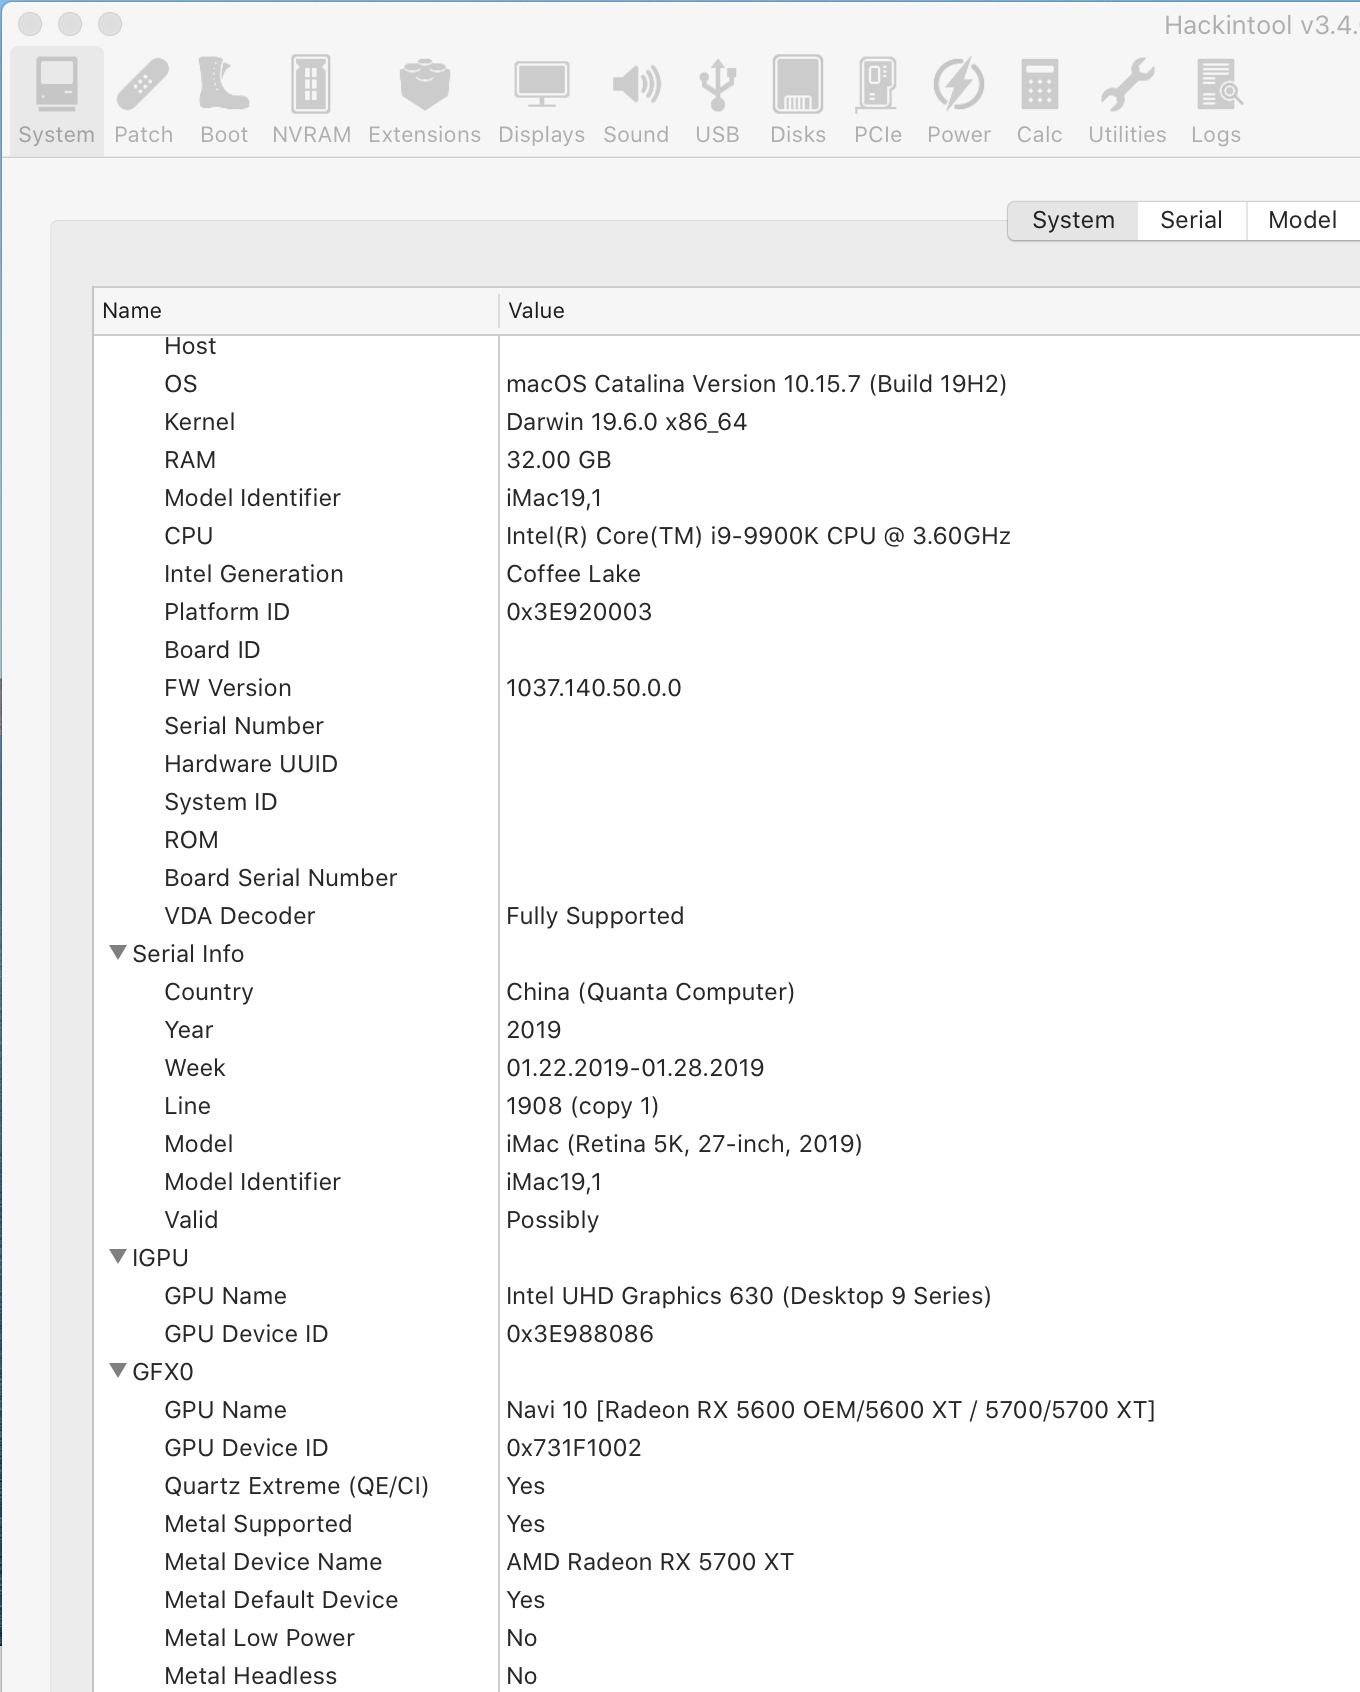 Hackintool v3.4.
System Patch Boot NVRAM Extensions Displays Sound USB Disks PCIe Power Calc Utilities Logs
System Serial Model
Name Value
Host
OS macOS Catalina Version 10.15.7 (Build 19H2)
Kernel Darwin 19.6.0 x86_64
RAM 32.00 GB
Model Identifier iMac19,1
CPU Intel(R) Core(TM) i9-9900K CPU @ 3.60GHz
Intel Generation Coffee Lake
Platform ID 0x3E920003
Board ID
FW Version 1037.140.50.0.0
Serial Number
Hardware UUID
System ID
ROM
Board Serial Number
VDA Decoder Fully Supported
Serial Info
Country China (Quanta Computer)
Year 2019
Week 01.22.2019-01.28.2019
Line 1908 (copy 1)
Model iMac (Retina 5K, 27-inch, 2019)
Model Identifier iMac19,1
Valid Possibly
IGPU
GPU Name Intel UHD Graphics 630 (Desktop 9 Series)
GPU Device ID 0x3E988086
GFX0
GPU Name Navi 10 [Radeon RX 5600 OEM/5600 XT / 5700/5700 XT]
GPU Device ID 0x731F1002
Quartz Extreme (QE/CI) Yes
Metal Supported Yes
Metal Device Name AMD Radeon RX 5700 XT
Metal Default Device Yes
Metal Low Power No
Metal Headless No